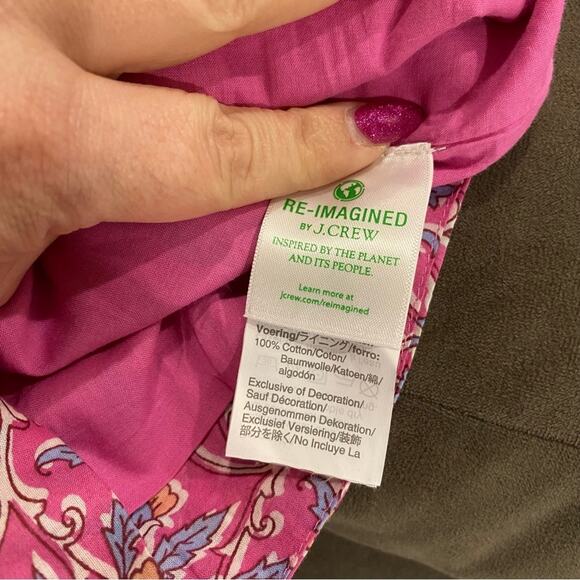 RE-IMAGINED
BY J.CREW
INSPIRED BY THE PLANET
AND ITS PEOPLE.
Learn more at
jcrew.com/reimagined
Voering/ライニング/forro:
100% Cotton/Coton/
Baumwolle/Katoen/綿/
algodón
Exclusive of Decoration/
Sauf Décoration/
Ausgenommen Dekoration/
Exclusief Versiering/装飾
部分を除く/No Incluye La